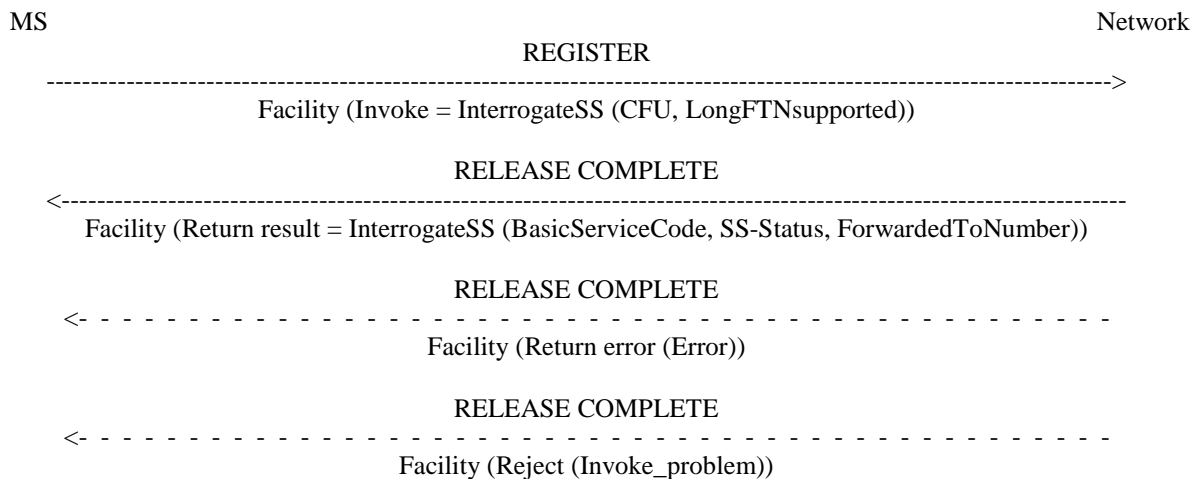 MS Network
REGISTER
Facility (Invoke = InterrogateSS (CFU, LongFTNsupported))
RELEASE COMPLETE
Facility (Return result = InterrogateSS (BasicServiceCode, SS-Status, ForwardedToNumber))
RELEASE COMPLETE
Facility (Return error (Error))
RELEASE COMPLETE
Facility (Reject (Invoke_problem))